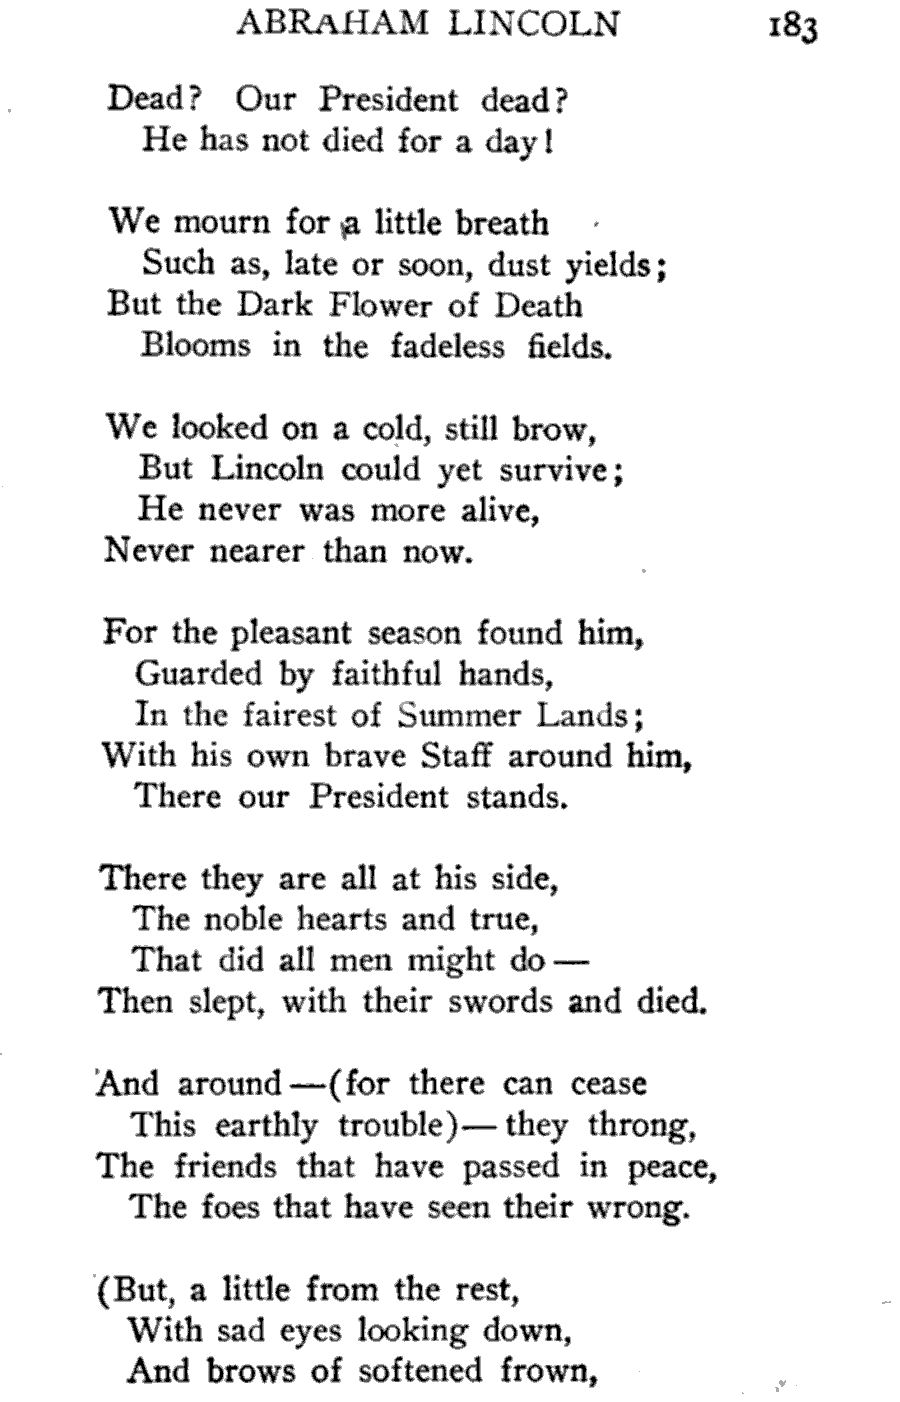 ABRAHAM LINCOLN 183
Dead? Our President dead?
He has not died for a day!
We mourn for a little breath
Such as, late or soon, dust yields;
But the Dark Flower of Death
Blooms in the fadeless fields.
We looked on a cold, still brow,
But Lincoln could yet survive;
He never was more alive,
Never nearer than now.
For the pleasant season found him,
Guarded by faithful hands,
In the fairest of Summer Lands;
With his own brave Staff around him,
There our President stands.
There they are all at his side,
The noble hearts and true,
That did all men might do —
Then slept, with their swords and died.
And around — (for there can cease
This earthly trouble) — they throng,
The friends that have passed in peace,
The foes that have seen their wrong.
(But, a little from the rest,
With sad eyes looking down,
And brows of softened frown,